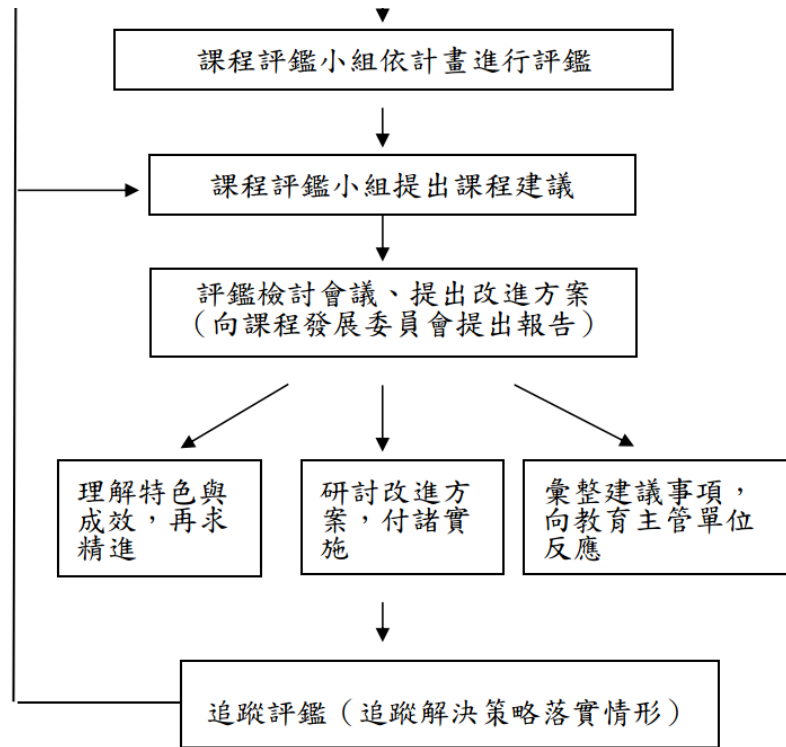 課程評鑑小組依計畫進行評鑑
課程評鑑小組提出課程建議
評鑑檢討會議、提出改進方案
（向課程發展委員會提出報告）
理解特色與
成效，再求
精進
研討改進方
案，付諸實
施
彙整建議事項，
向教育主管單位
反應
追蹤評鑑（追蹤解決策略落實情形）